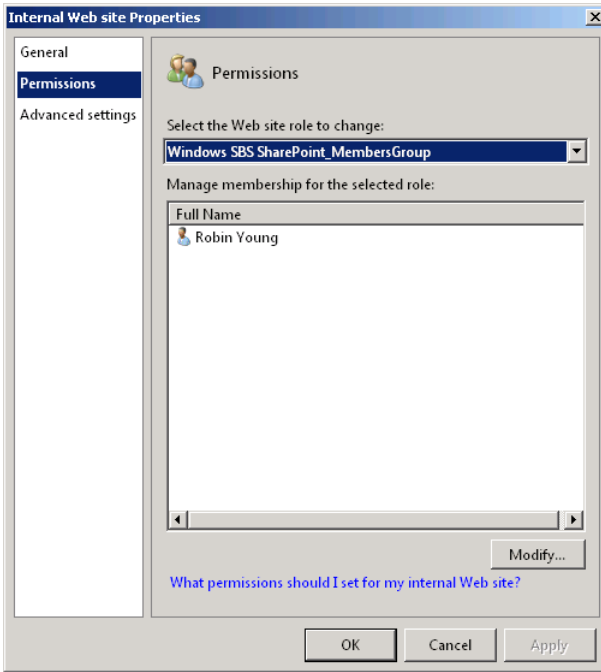 Internal Web site Properties
General
Permissions
Advanced settings
Permissions
Select the Web site role to change:
Windows SBS SharePoint_MembersGroup
Manage membership for the selected role:
Full Name
Robin Young
Modify...
What permissions should I set for my internal Web site?
OK Cancel Apply